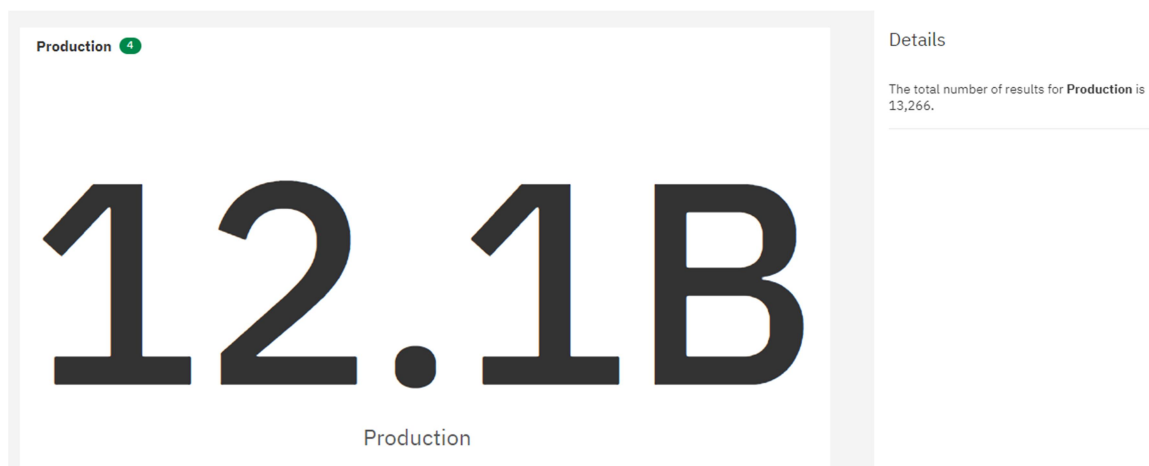 Production 4
12.1B
Production
Details
The total number of results for Production is
13,266.